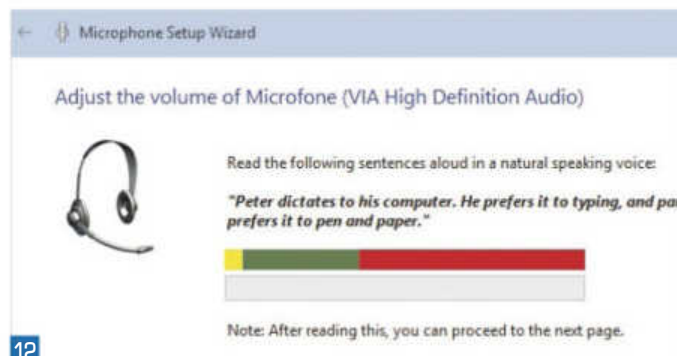 Microphone Setup Wizard
Adjust the volume of Microfone (VIA High Definition Audio)
Read the following sentences aloud in a natural speaking voice:
"Peter dictates to his computer. He prefers it to typing, and
prefers it to pen and paper."
Note: After reading this, you can proceed to the next page.
12